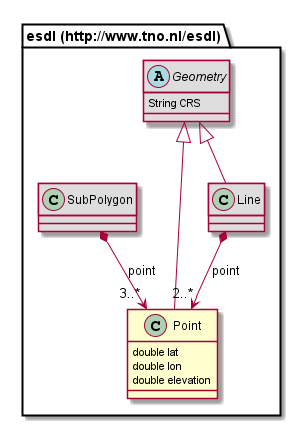 esdl (http://www.tno.nl/esdl)
A Geometry
String CRS
C SubPolygon
C Line
point
point
3..*
2..*
C Point
double lat
double lon
double elevation